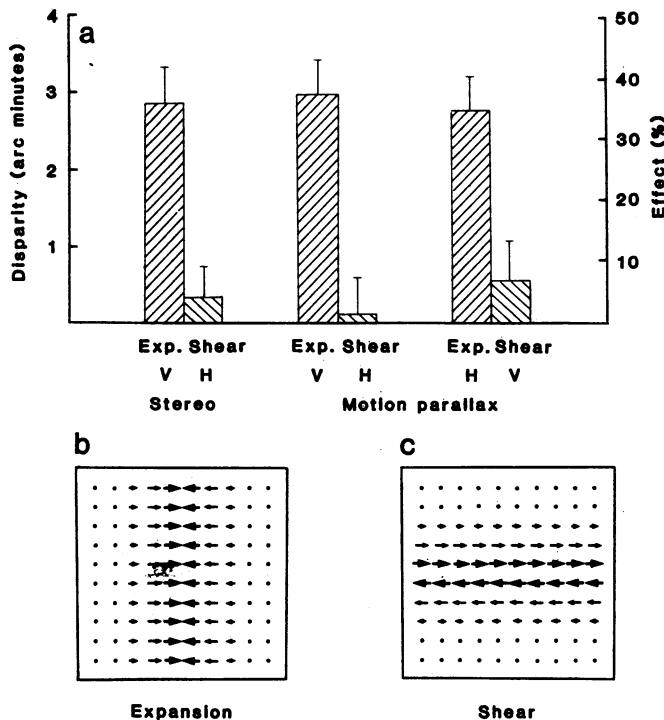 a
Disparity (arc minutes)
4
3
2
1
50
40
30
20
10
Effect (%)
Exp. Shear Exp. Shear Exp. Shear
V H V H H V
Stereo Motion parallax
b
c
Expansion Shear